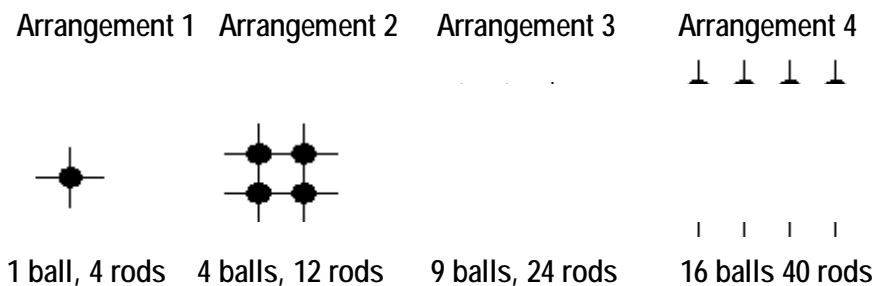 Arrangement 1 Arrangement 2 Arrangement 3 Arrangement 4
1 ball, 4 rods 4 balls, 12 rods 9 balls, 24 rods 16 balls 40 rods